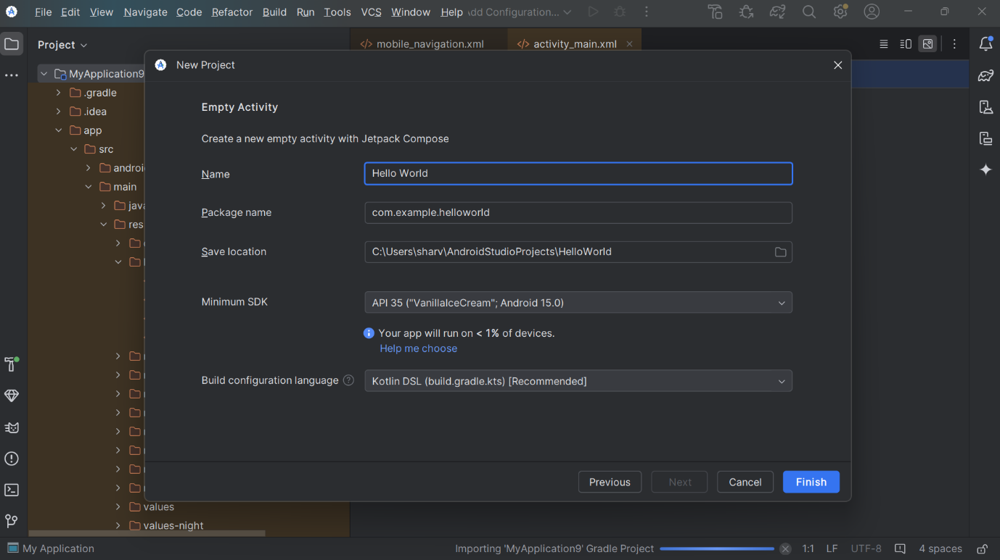 File Edit View Navigate Code Refactor Build Run Tools VCS Window Help dd Configuration...
Project
mobile_navigation.xml
activity_main.xml
MyApplication9
.gradle
.idea
app
src
main
res
values
values-night
New Project
Empty Activity
Create a new empty activity with Jetpack Compose
Name Hello World
Package name com.example.helloworld
Save location C:\Users\sharv\AndroidStudioProjects\HelloWorld
Minimum SDK API 35 ("VanillaIceCream"; Android 15.0)
Your app will run on < 1% of devices.
Help me choose
Build configuration language ? Kotlin DSL (build.gradle.kts) [Recommended]
Previous Next Cancel Finish
My Application Importing 'MyApplication9' Gradle Project 1:1 LF UTF-8 4 spaces